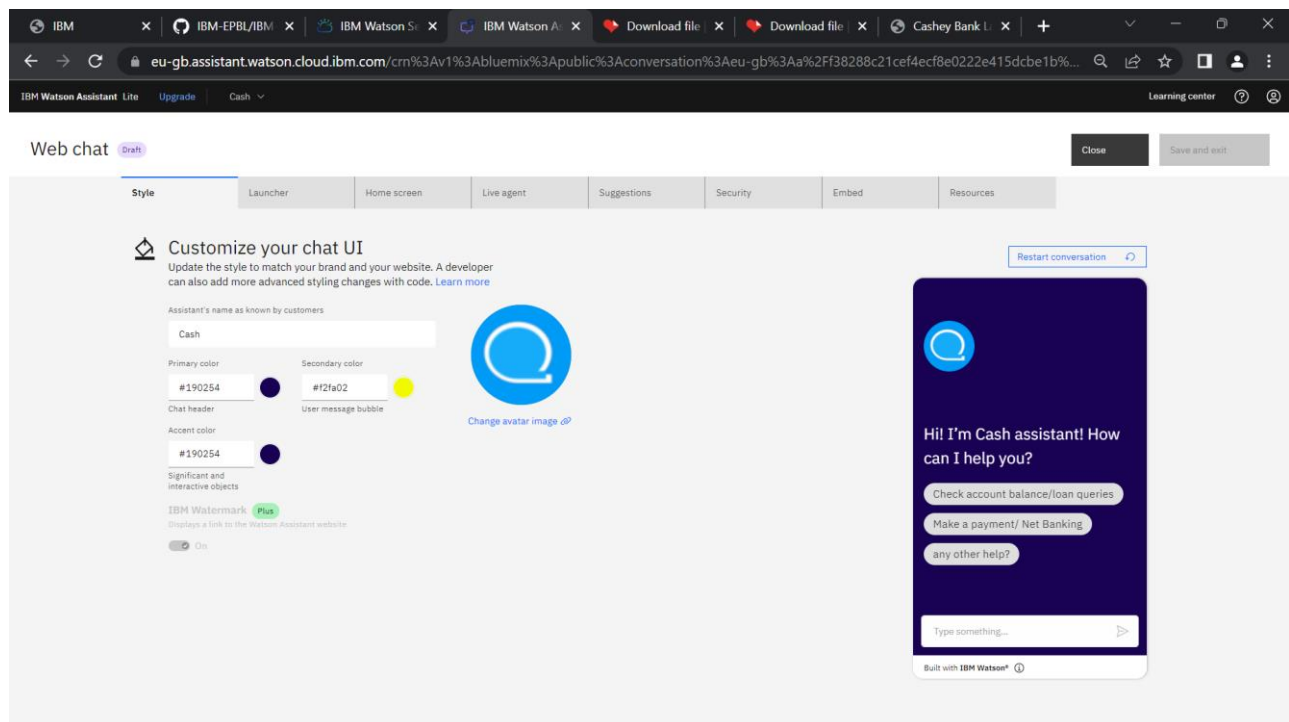 IBM
IBM-EPBL/IBM
IBM Watson Se
IBM Watson As
Download file
Download file
Cashey Bank L
eu-gb.assistant.watson.cloud.ibm.com/crn%3Av1%3Abluemix%3Apublic%3Aconversation%3Aeu-gb%3Aa%2Ff38288c21cef4ecf8e0222e415dcbe1b%...
IBM Watson Assistant Lite Upgrade Cash Learning center
Web chat Draft Close Save and exit
Style Launcher Home screen Live agent Suggestions Security Embed Resources
Customize your chat UI
Update the style to match your brand and your website. A developer
can also add more advanced styling changes with code. Learn more
Assistant's name as known by customers
Cash
Primary color Secondary color
#190254 #f2fa02
Chat header User message bubble
Accent color
#190254
Significant and
interactive objects
IBM Watermark Plus
Displays a link to the Watson Assistant website.
On
Change avatar image
Restart conversation
Hi! I'm Cash assistant! How
can I help you?
Check account balance/loan queries
Make a payment/ Net Banking
any other help?
Type something...
Built with IBM Watson®